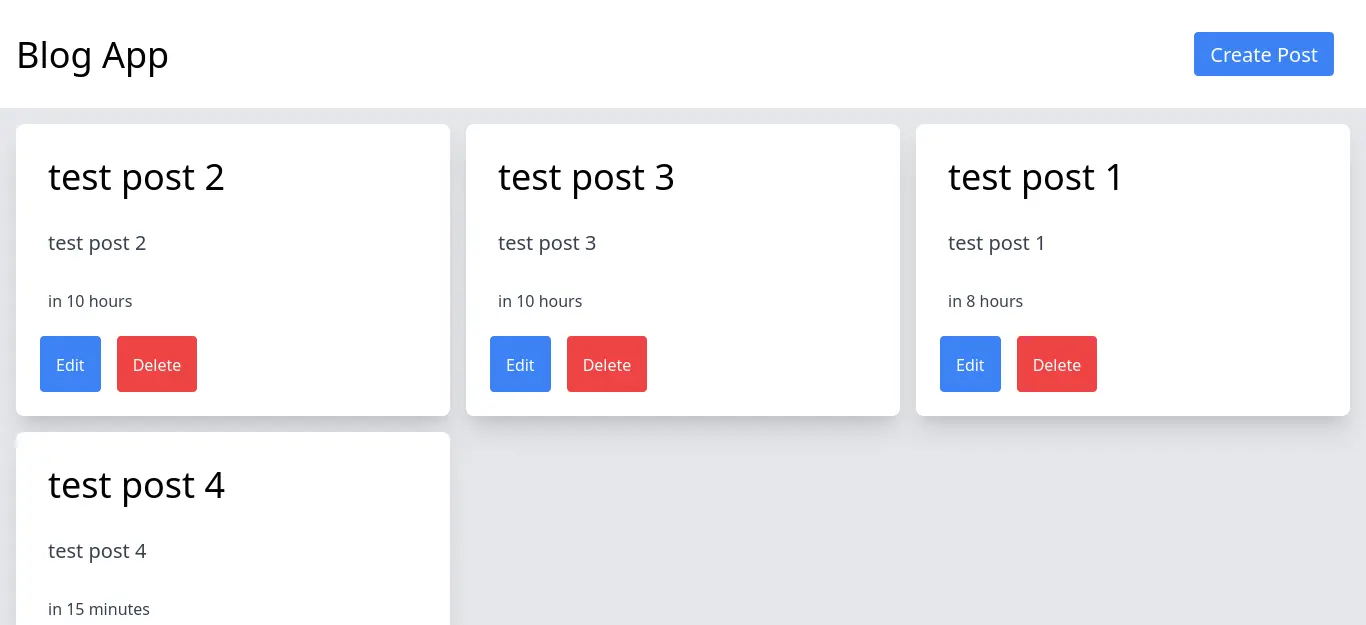 Blog App
Create Post
test post 2
test post 2
in 10 hours
Edit
Delete
test post 3
test post 3
in 10 hours
Edit
Delete
test post 1
test post 1
in 8 hours
Edit
Delete
test post 4
test post 4
in 15 minutes